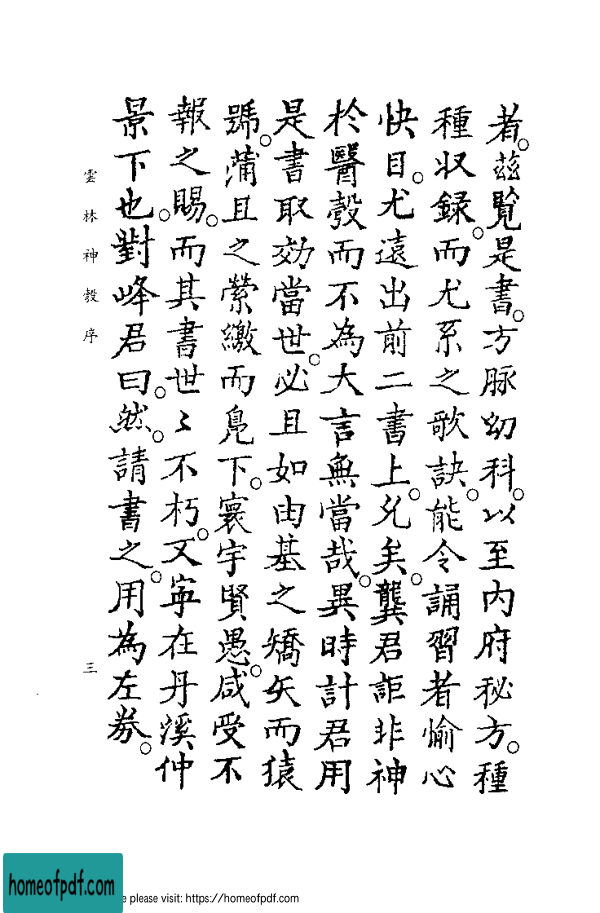 者。茲覽是書。方脉幼科。以至內府秘方。種
種收録。而尤系之歌訣。能令誦習者愉心
快目。尤遠出前二書上。允矣。龔君詎非神
於醫彀而不為大言無當哉。異時計君用
是書取効當世。必且如由基之矯矢而猿
號。蒲且之縈繳而鳧下。寰宇賢愚。咸受不
報之賜。而其書世〻不朽。又寕在丹溪仲
景下也。對峰君曰。然。請書之。用為左券。
雲林神彀序
三
homeofpdf.com
e please visit: https://homeofpdf.com